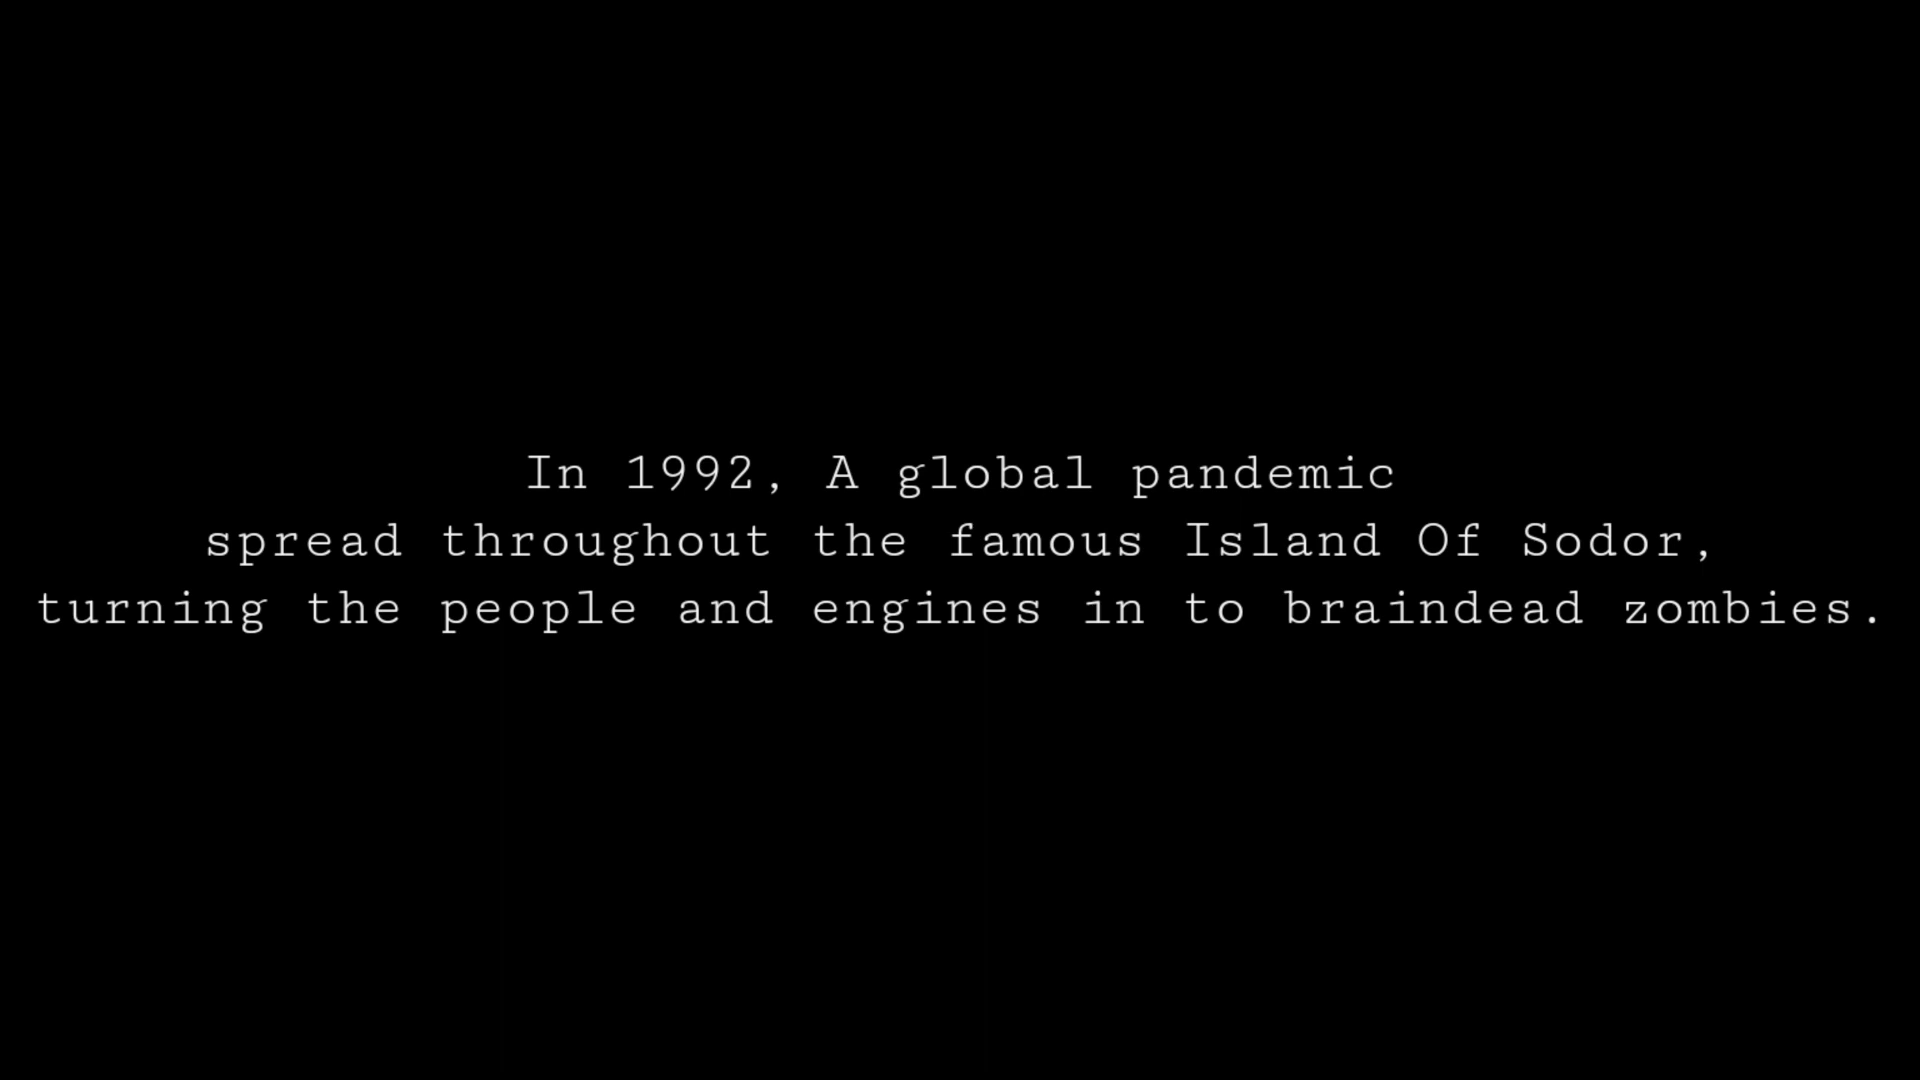 In 1992, A global pandemic
spread throughout the famous Island Of Sodor,
turning the people and engines in to braindead zombies.